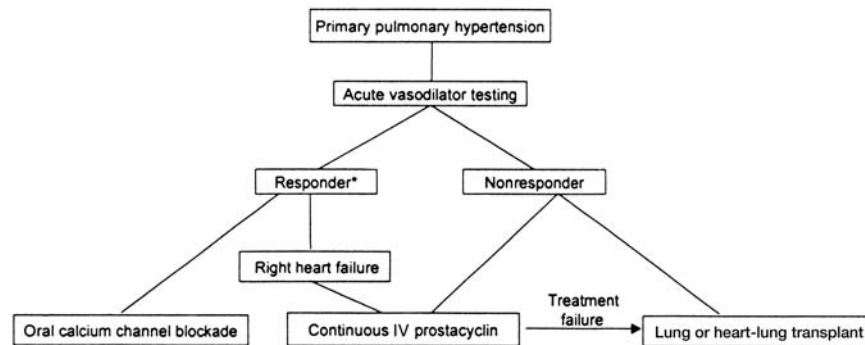 Primary pulmonary hypertension
Acute vasodilator testing
Responder*
Nonresponder
Right heart failure
Treatment
failure
Oral calcium channel blockade
Continuous IV prostacyclin
Lung or heart-lung transplant